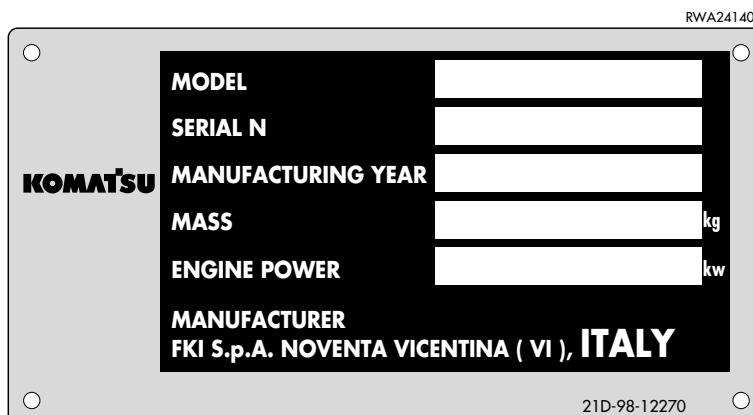 RWA24140
MODEL
SERIAL N
KOMATSU
MANUFACTURING YEAR
MASS
kg
ENGINE POWER
kw
MANUFACTURER
FKI S.p.A. NOVENTA VICENTINA ( VI ), ITALY
21D-98-12270